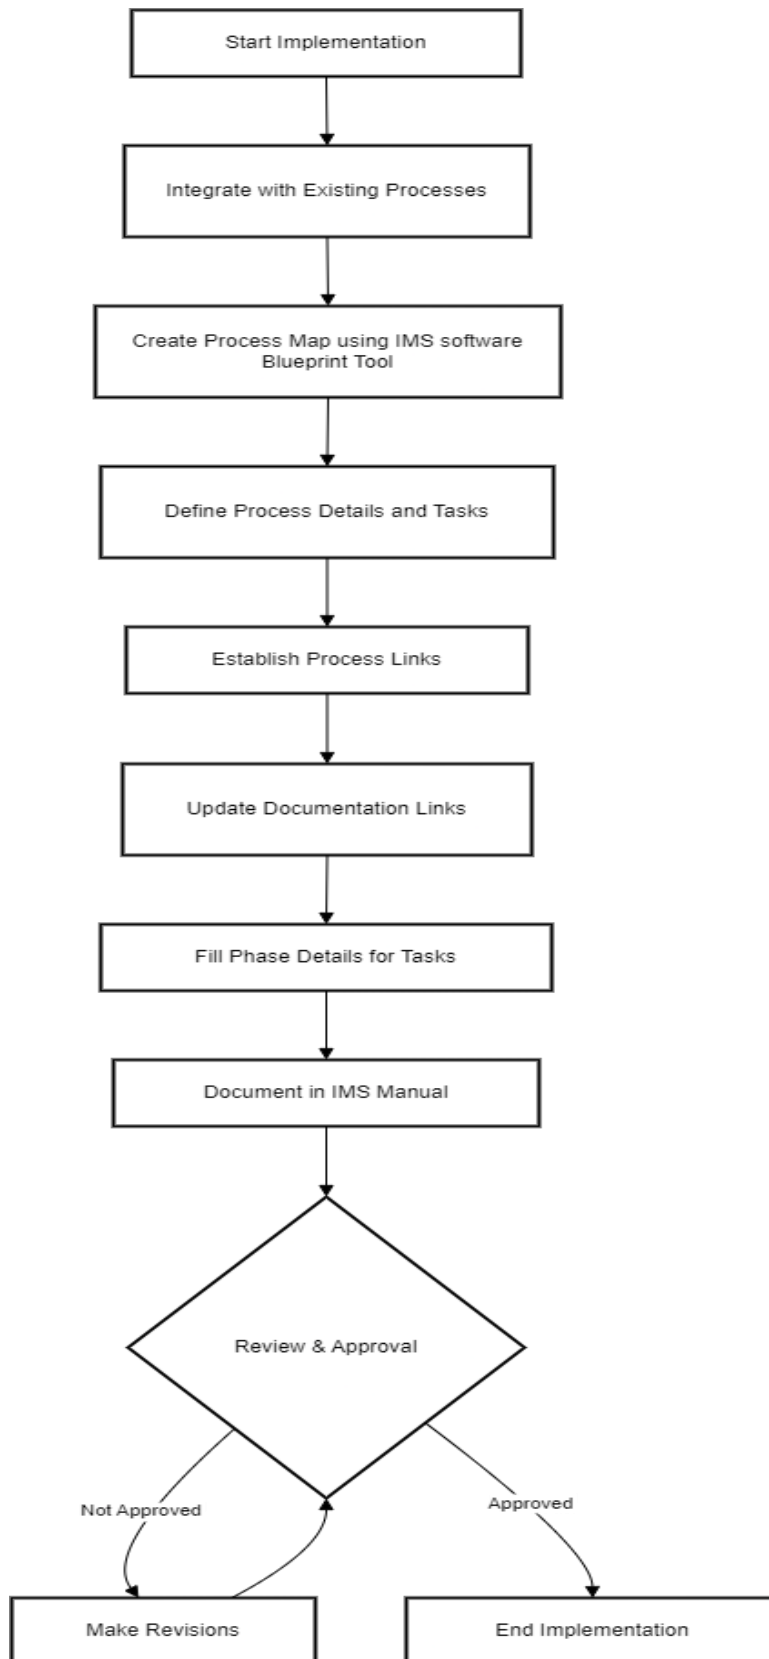 Start Implementation
Integrate with Existing Processes
Create Process Map using IMS software
Blueprint Tool
Define Process Details and Tasks
Establish Process Links
Update Documentation Links
Fill Phase Details for Tasks
Document in IMS Manual
Review & Approval
Not Approved
Approved
Make Revisions
End Implementation